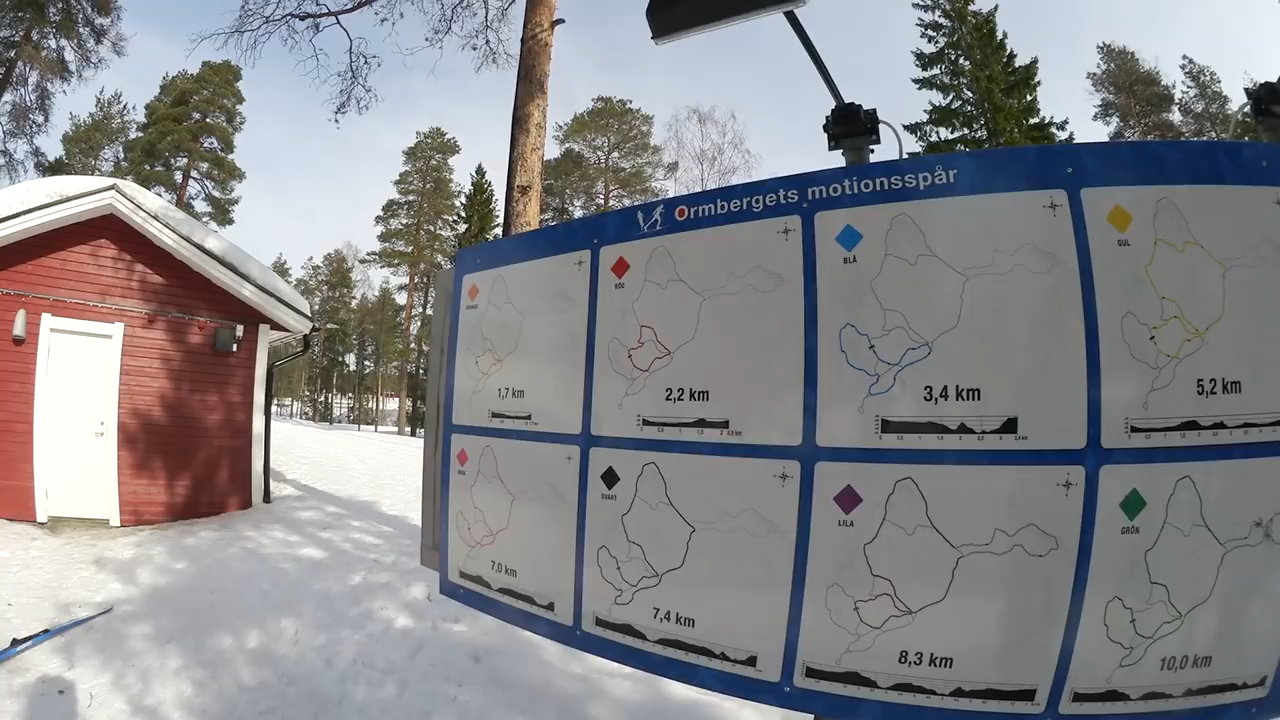 Ormbergets motionsspår
1,7 km
RÖD
2,2 km
BLÅ
3,4 km
GUL
5,2 km
7,0 km
SVART
7,4 km
LILA
8,3 km
GRÖN
10,0 km